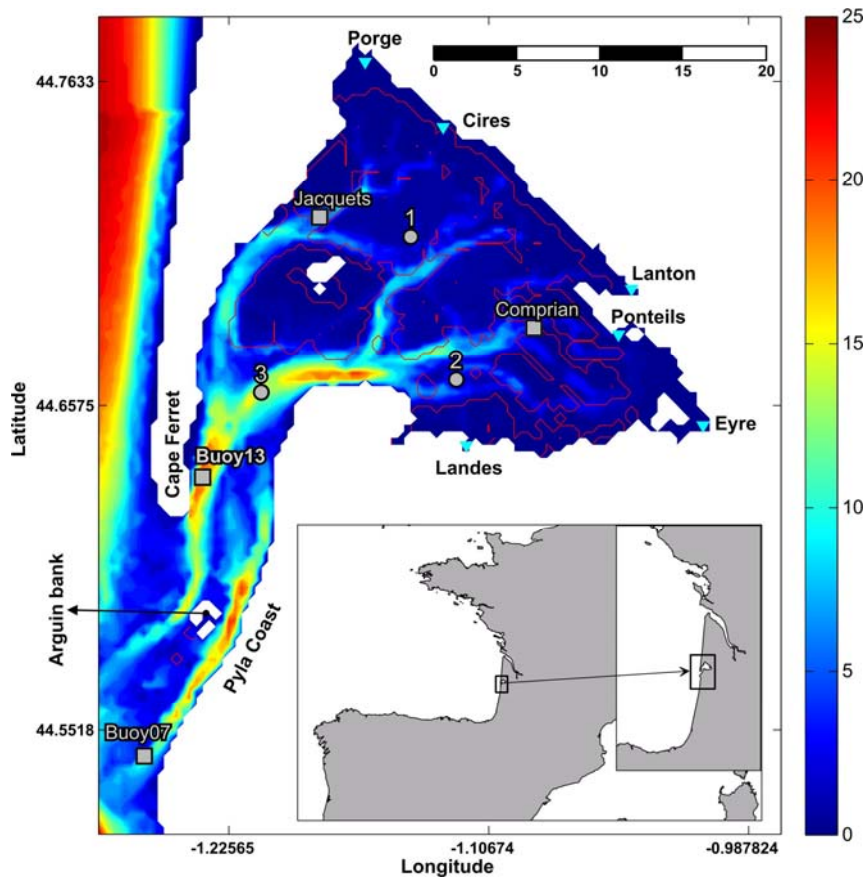 25
20
15
10
5
0
Porge
0 5 10 15 20
44.7633
Cires
Jacquets
1
Lanton
Comprian
Ponteils
3
2
44.6575
Latitude
Eyre
Cape Ferret
Buoy13
Landes
Arguin bank
Pyla Coast
44.5518
Buoy07
-1.22565 -1.10674 -0.987824
Longitude